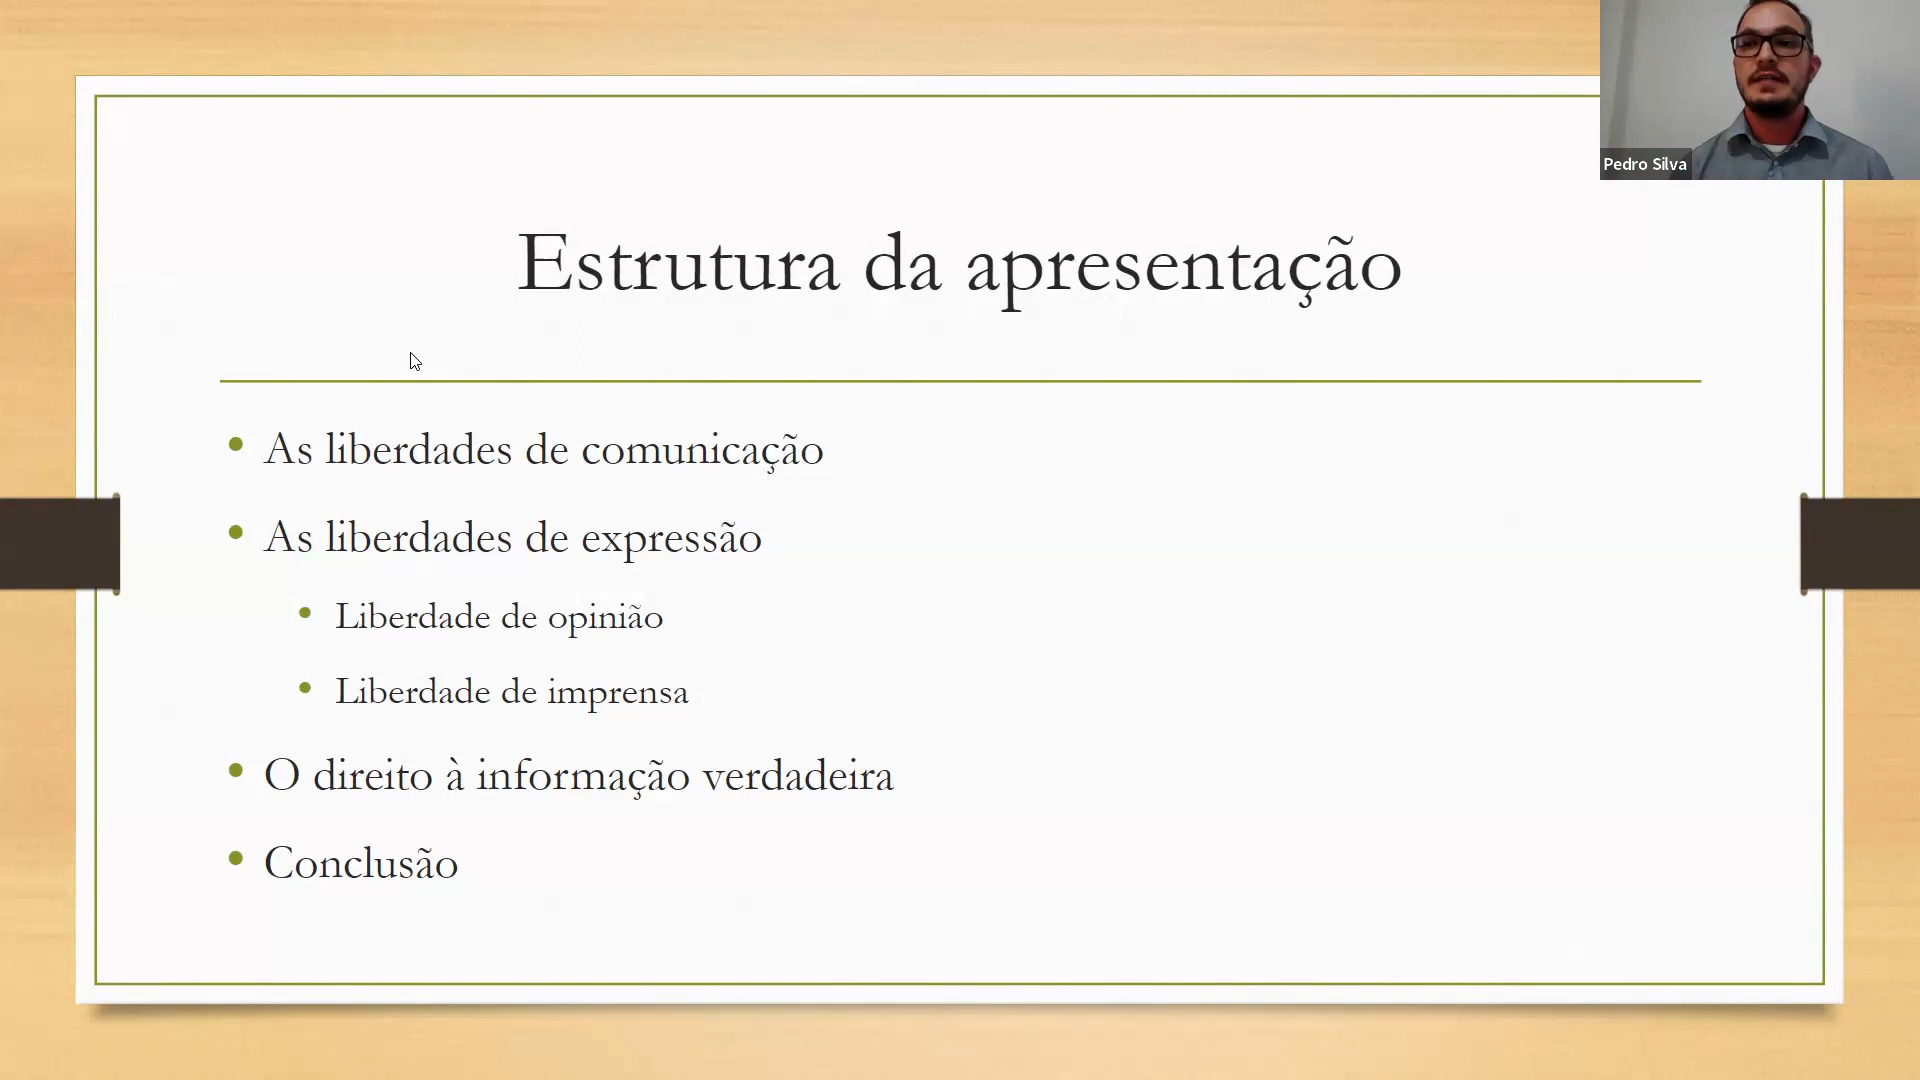 Pedro Silva
Estrutura da apresentação
• As liberdades de comunicação
• As liberdades de expressão
• Liberdade de opinião
• Liberdade de imprensa
• O direito à informação verdadeira
• Conclusão